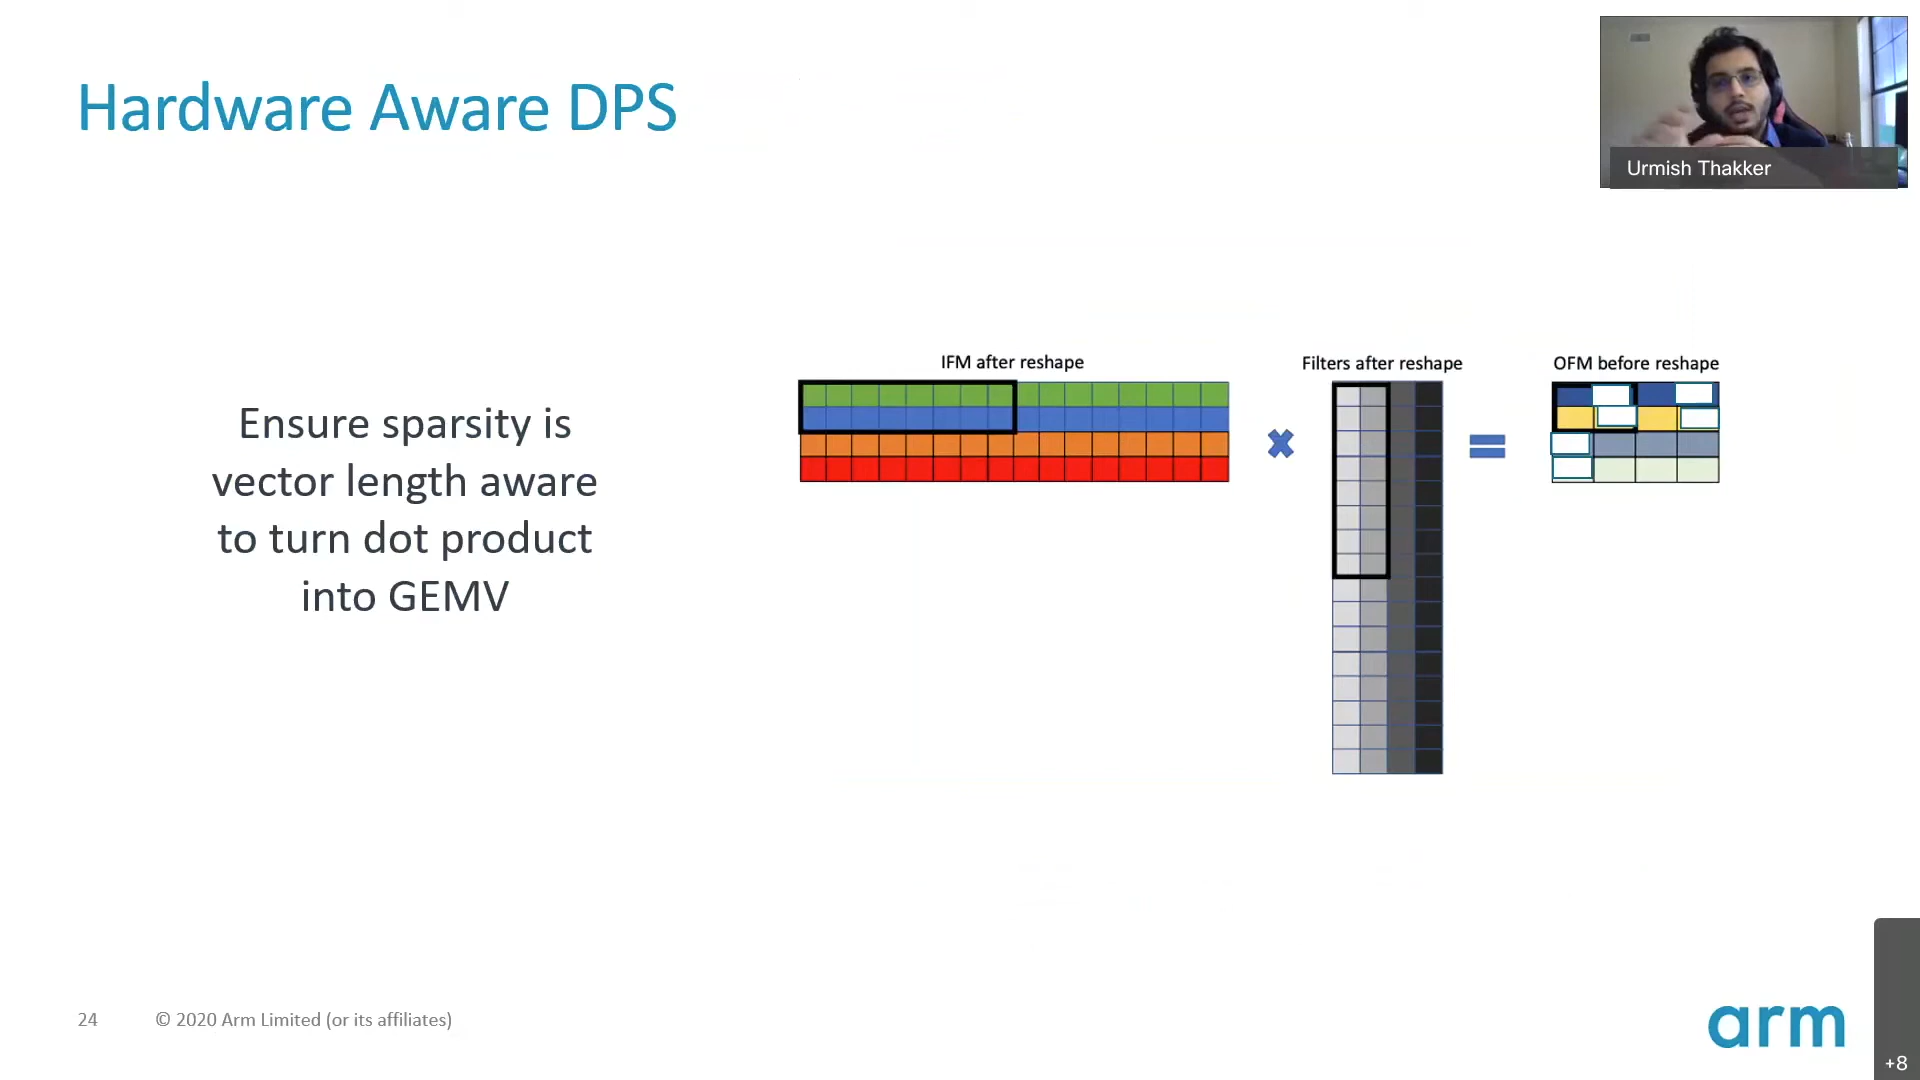 Hardware Aware DPS
Urmish Thakker
IFM after reshape
Filters after reshape
OFM before reshape
Ensure sparsity is
vector length aware
to turn dot product
into GEMV
24
© 2020 Arm Limited (or its affiliates)
arm
+8